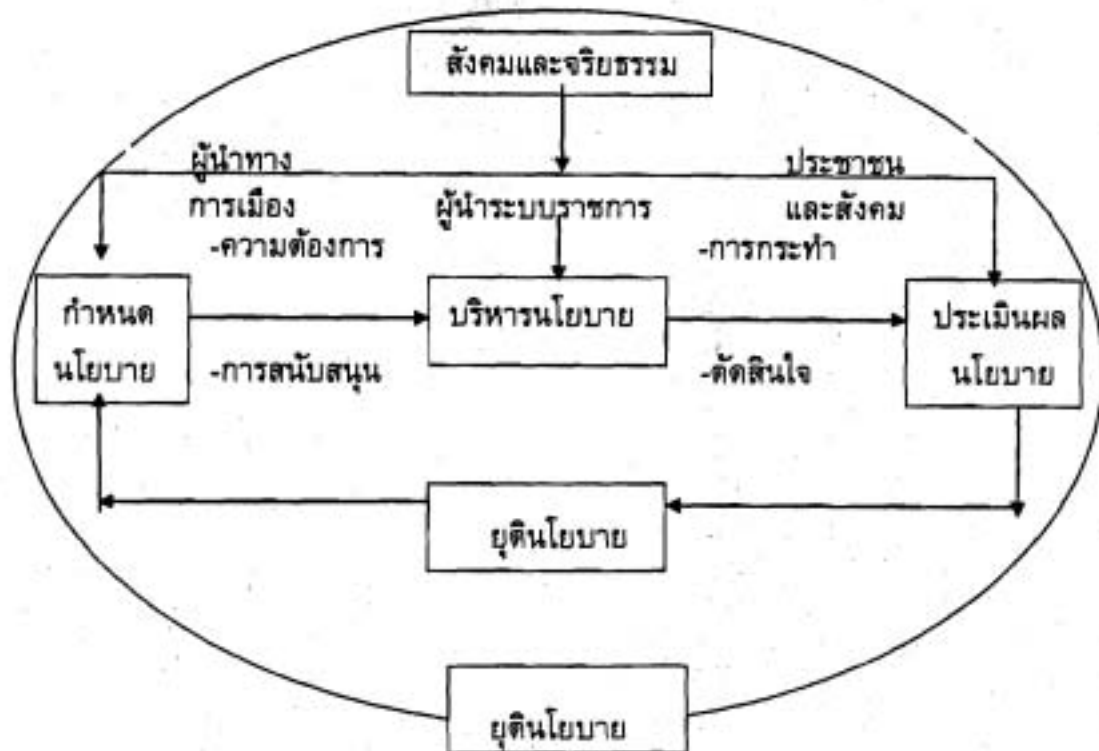 สังคมและจริยธรรม
ผู้นำทาง
การเมือง
ผู้นำระบบราชการ
ประชาชน
และสังคม
-ความต้องการ
-การกระทำ
กำหนด
นโยบาย
บริหารนโยบาย
ประเมินผล
นโยบาย
-การสนับสนุน
-ตัดสินใจ
ยุตินโยบาย
ยุตินโยบาย